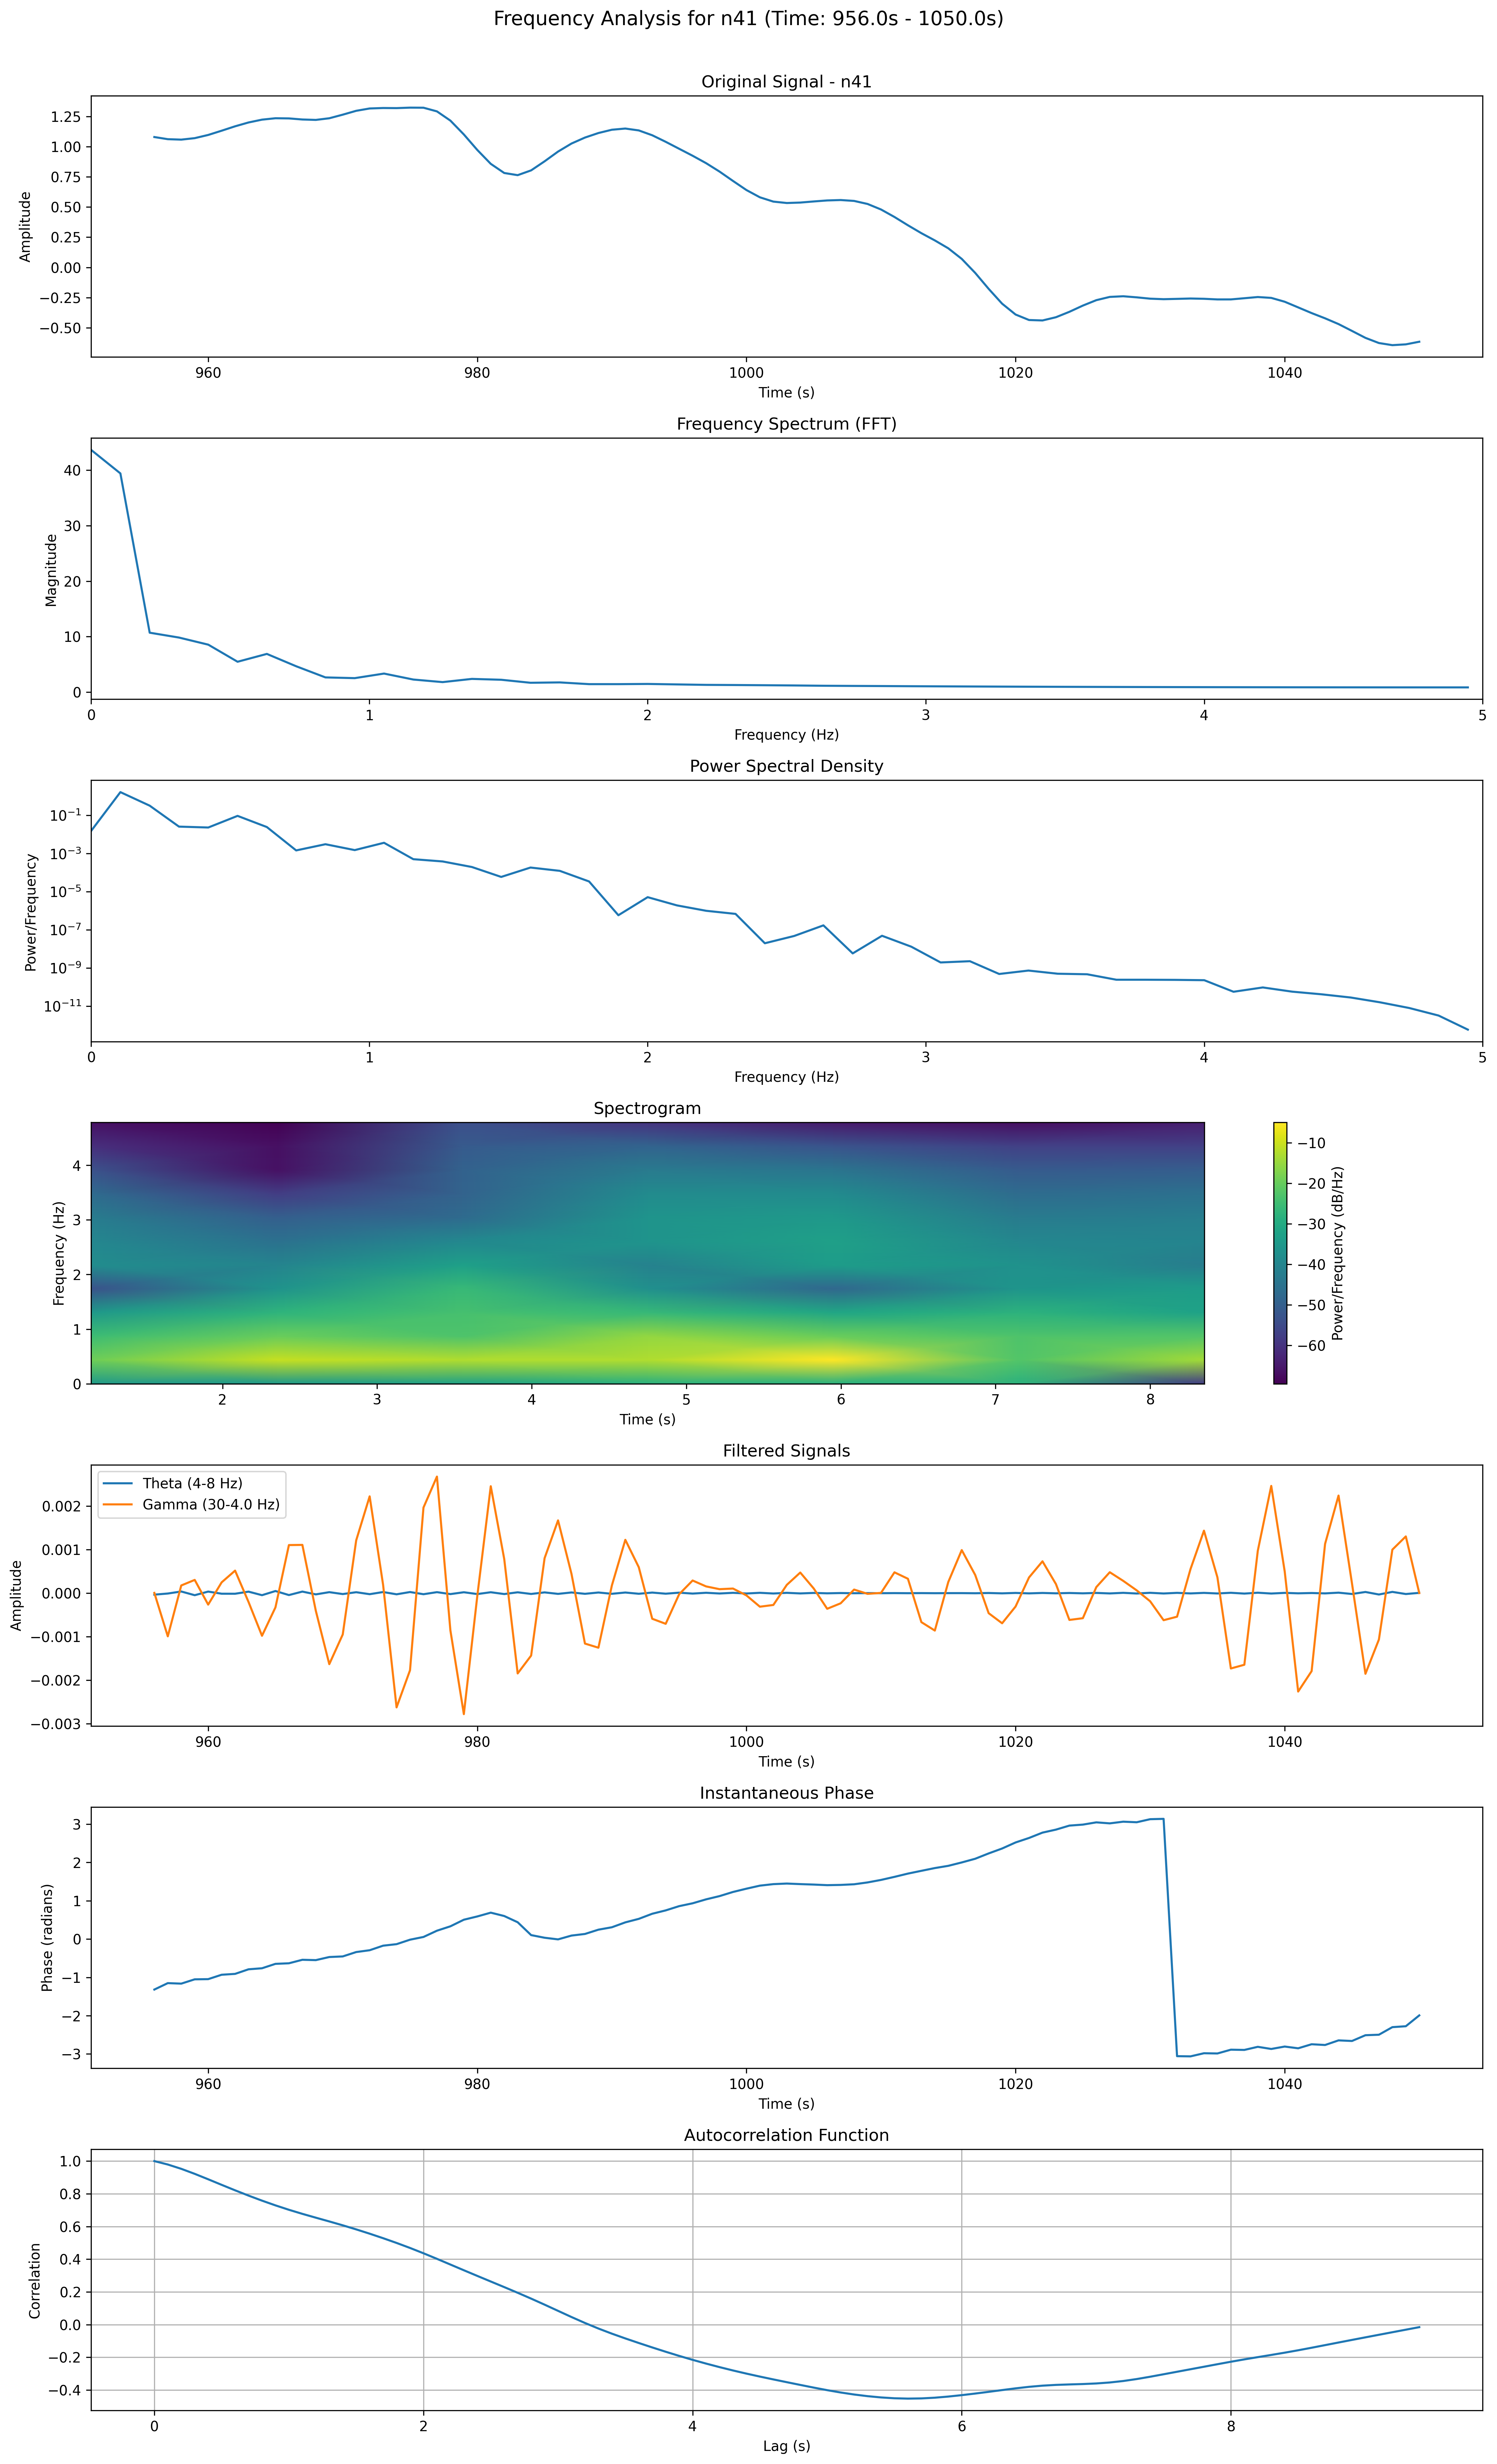 Frequency Analysis for n41 (Time: 956.0s - 1050.0s)
Original Signal - n41
Amplitude
1.25
1.00
0.75
0.50
0.25
0.00
−0.25
−0.50
960 980 1000 1020 1040
Time (s)
Frequency Spectrum (FFT)
Magnitude
40
30
20
10
0
0 1 2 3 4 5
Frequency (Hz)
Power Spectral Density
Power/Frequency
10⁻¹
10⁻³
10⁻⁵
10⁻⁷
10⁻⁹
10⁻¹¹
0 1 2 3 4 5
Frequency (Hz)
Spectrogram
Frequency (Hz)
4
3
2
1
0
2 3 4 5 6 7 8
Time (s)
−10
−20
−30
−40
−50
−60
Power/Frequency (dB/Hz)
Filtered Signals
Theta (4-8 Hz)
Gamma (30-4.0 Hz)
Amplitude
0.002
0.001
0.000
−0.001
−0.002
−0.003
960 980 1000 1020 1040
Time (s)
Instantaneous Phase
Phase (radians)
3
2
1
0
−1
−2
−3
960 980 1000 1020 1040
Time (s)
Autocorrelation Function
Correlation
1.0
0.8
0.6
0.4
0.2
0.0
−0.2
−0.4
0 2 4 6 8
Lag (s)